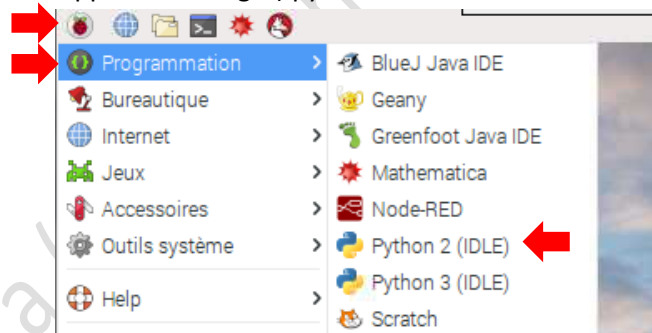 Programmation
BlueJ Java IDE
Bureautique
Geany
Internet
Greenfoot Java IDE
Jeux
Mathematica
Accessoires
Node-RED
Outils système
Python 2 (IDLE)
Python 3 (IDLE)
Help
Scratch